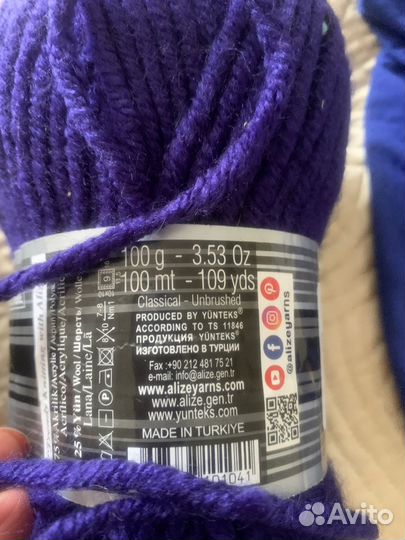 100 g - 3.53 Oz
100 mt - 109 yds
Classical - Unbrushed
PRODUCED BY YÜNTEKS®
ACCORDING TO TS 11846
ПРОДУКЦИЯ YÜNTEKS®
ИЗГОТОВЛЕНО В ТУРЦИИ
Fax :+90 212 481 75 21
e-mail: info@alize.gen.tr
www.alizeyarns.com
www.alize.gen.tr
www.yunteks.com
MADE IN TURKIYE
@alizeyarns
25 % Yün / Wool / Шерсть / Wolle
Lana/Laine/Lã
Avito